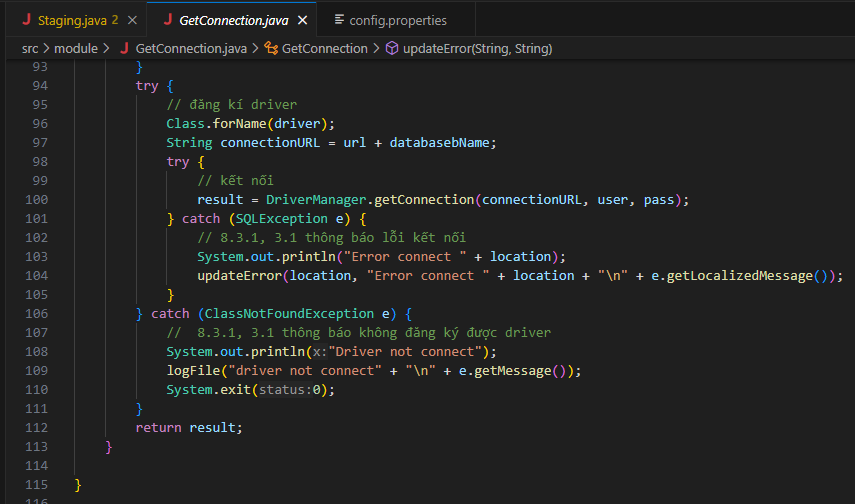 Staging.java 2
GetConnection.java
config.properties
src > module > GetConnection.java > GetConnection > updateError(String, String)
93 }
94 try {
95 // đăng kí driver
96 Class.forName(driver);
97 String connectionURL = url + databasebName;
98 try {
99 // kết nối
100 result = DriverManager.getConnection(connectionURL, user, pass);
101 } catch (SQLException e) {
102 // 8.3.1, 3.1 thông báo lỗi kết nối
103 System.out.println("Error connect " + location);
104 updateError(location, "Error connect " + location + "\n" + e.getLocalizedMessage());
105 }
106 } catch (ClassNotFoundException e) {
107 //  8.3.1, 3.1 thông báo không đăng ký được driver
108 System.out.println(x:"Driver not connect");
109 logFile("driver not connect" + "\n" + e.getMessage());
110 System.exit(status:0);
111 }
112 return result;
113 }
114
115 }
116